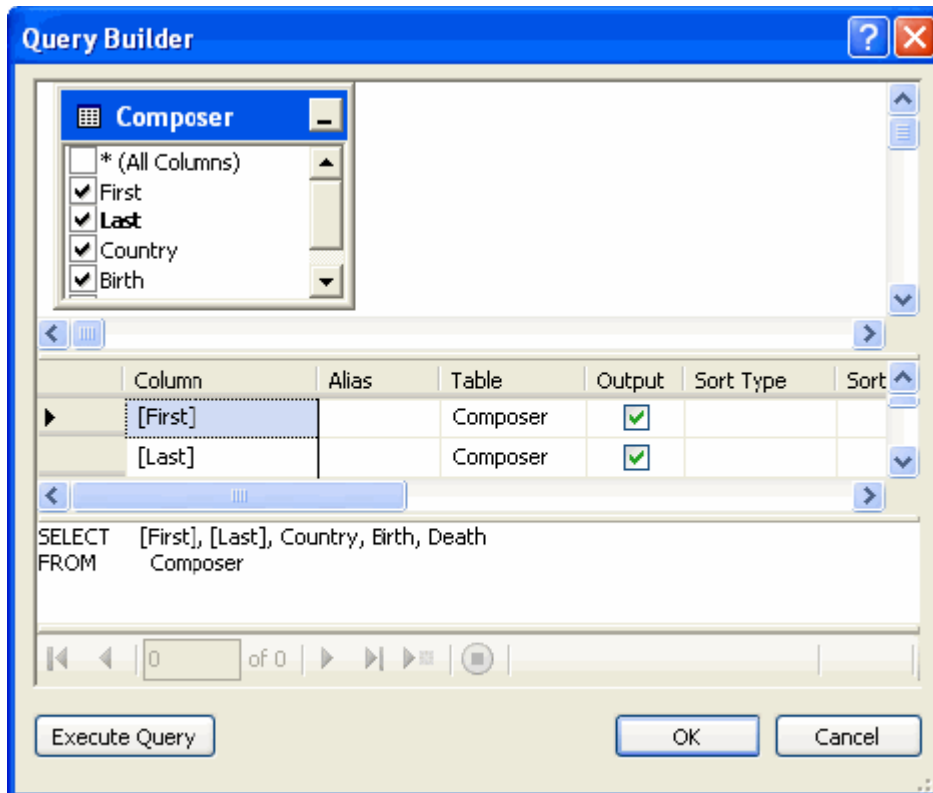 Query Builder
Composer
* (All Columns)
First
Last
Country
Birth
Column Alias Table Output Sort Type Sort
[First] Composer
[Last] Composer
SELECT [First], [Last], Country, Birth, Death
FROM Composer
0 of 0
Execute Query OK Cancel